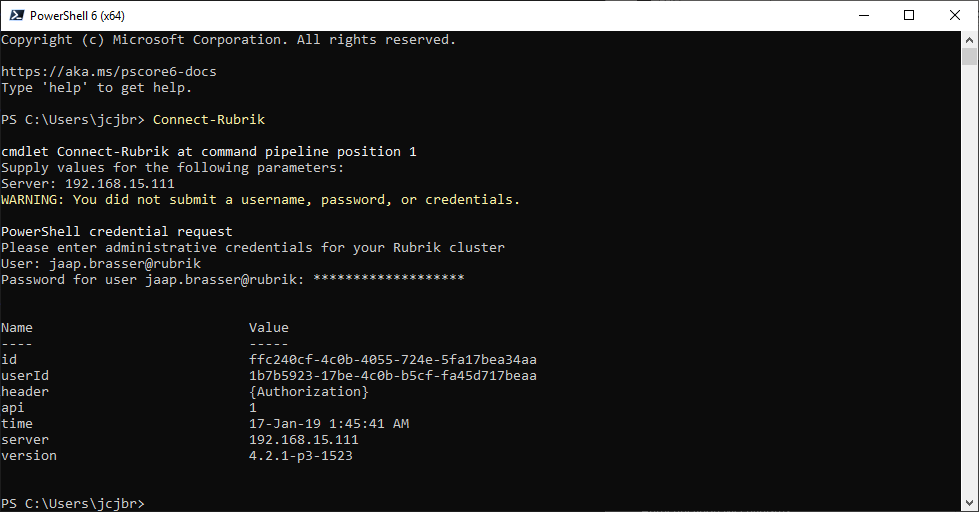 PowerShell 6 (x64)
Copyright (c) Microsoft Corporation. All rights reserved.
https://aka.ms/pscore6-docs
Type 'help' to get help.
PS C:\Users\jcjbr> Connect-Rubrik
cmdlet Connect-Rubrik at command pipeline position 1
Supply values for the following parameters:
Server: 192.168.15.111
WARNING: You did not submit a username, password, or credentials.
PowerShell credential request
Please enter administrative credentials for your Rubrik cluster
User: jaap.brasser@rubrik
Password for user jaap.brasser@rubrik: *******************
Name Value
---- -----
id ffc240cf-4c0b-4055-724e-5fa17bea34aa
userId 1b7b5923-17be-4c0b-b5cf-fa45d717beaa
header {Authorization}
api 1
time 17-Jan-19 1:45:41 AM
server 192.168.15.111
version 4.2.1-p3-1523
PS C:\Users\jcjbr>